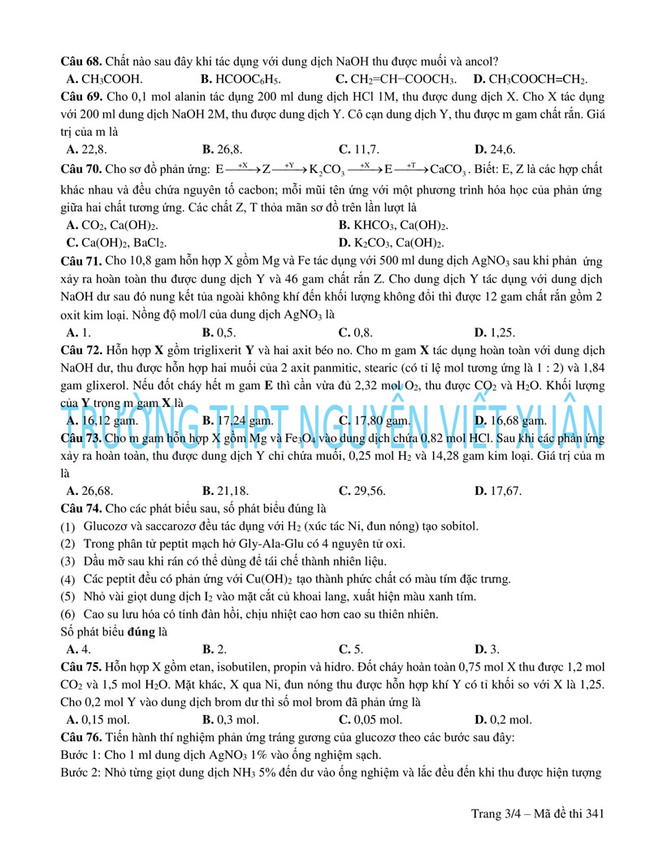 Câu 68. Chất nào sau đây khi tác dụng với dung dịch NaOH thu được muối và ancol?
A. CH₃COOH. B. HCOOC₆H₅. C. CH₂=CH−COOCH₃. D. CH₃COOCH=CH₂.
Câu 69. Cho 0,1 mol alanin tác dụng 200 ml dung dịch HCl 1M, thu được dung dịch X. Cho X tác dụng
với 200 ml dung dịch NaOH 2M, thu được dung dịch Y. Cô cạn dung dịch Y, thu được m gam chất rắn. Giá
trị của m là
A. 22,8. B. 26,8. C. 11,7. D. 24,6.
Câu 70. Cho sơ đồ phản ứng: E —+X→ Z —+Y→ K₂CO₃ —+X→ E —+T→ CaCO₃. Biết: E, Z là các hợp chất
khác nhau và đều chứa nguyên tố cacbon; mỗi mũi tên ứng với một phương trình hóa học của phản ứng
giữa hai chất tương ứng. Các chất Z, T thỏa mãn sơ đồ trên lần lượt là
A. CO₂, Ca(OH)₂. B. KHCO₃, Ca(OH)₂.
C. Ca(OH)₂, BaCl₂. D. K₂CO₃, Ca(OH)₂.
Câu 71. Cho 10,8 gam hỗn hợp X gồm Mg và Fe tác dụng với 500 ml dung dịch AgNO₃ sau khi phản ứng
xảy ra hoàn toàn thu được dung dịch Y và 46 gam chất rắn Z. Cho dung dịch Y tác dụng với dung dịch
NaOH dư sau đó nung kết tủa ngoài không khí đến khối lượng không đổi thì được 12 gam chất rắn gồm 2
oxit kim loại. Nồng độ mol/l của dung dịch AgNO₃ là
A. 1. B. 0,5. C. 0,8. D. 1,25.
Câu 72. Hỗn hợp X gồm triglixerit Y và hai axit béo no. Cho m gam X tác dụng hoàn toàn với dung dịch
NaOH dư, thu được hỗn hợp hai muối của 2 axit panmitic, stearic (có tỉ lệ mol tương ứng là 1 : 2) và 1,84
gam glixerol. Nếu đốt cháy hết m gam E thì cần vừa đủ 2,32 mol O₂, thu được CO₂ và H₂O. Khối lượng
của Y trong m gam X là
A. 16,12 gam. B. 17,24 gam. C. 17,80 gam. D. 16,68 gam.
TRƯỜNG THPT NGUYỄN VIẾT XUÂN
Câu 73. Cho m gam hỗn hợp X gồm Mg và Fe₃O₄ vào dung dịch chứa 0,82 mol HCl. Sau khi các phản ứng
xảy ra hoàn toàn, thu được dung dịch Y chỉ chứa muối, 0,25 mol H₂ và 14,28 gam kim loại. Giá trị của m
là
A. 26,68. B. 21,18. C. 29,56. D. 17,67.
Câu 74. Cho các phát biểu sau, số phát biểu đúng là
(1) Glucozơ và saccarozơ đều tác dụng với H₂ (xúc tác Ni, đun nóng) tạo sobitol.
(2) Trong phân tử peptit mạch hở Gly-Ala-Glu có 4 nguyên tử oxi.
(3) Dầu mỡ sau khi rán có thể dùng để tái chế thành nhiên liệu.
(4) Các peptit đều có phản ứng với Cu(OH)₂ tạo thành phức chất có màu tím đặc trưng.
(5) Nhỏ vài giọt dung dịch I₂ vào mặt cắt củ khoai lang, xuất hiện màu xanh tím.
(6) Cao su lưu hóa có tính đàn hồi, chịu nhiệt cao hơn cao su thiên nhiên.
Số phát biểu đúng là
A. 4. B. 2. C. 5. D. 3.
Câu 75. Hỗn hợp X gồm etan, isobutilen, propin và hidro. Đốt cháy hoàn toàn 0,75 mol X thu được 1,2 mol
CO₂ và 1,5 mol H₂O. Mặt khác, X qua Ni, đun nóng thu được hỗn hợp khí Y có tỉ khối so với X là 1,25.
Cho 0,2 mol Y vào dung dịch brom dư thì số mol brom đã phản ứng là
A. 0,15 mol. B. 0,3 mol. C. 0,05 mol. D. 0,2 mol.
Câu 76. Tiến hành thí nghiệm phản ứng tráng gương của glucozơ theo các bước sau đây:
Bước 1: Cho 1 ml dung dịch AgNO₃ 1% vào ống nghiệm sạch.
Bước 2: Nhỏ từng giọt dung dịch NH₃ 5% đến dư vào ống nghiệm và lắc đều đến khi thu được hiện tượng
Trang 3/4 – Mã đề thi 341